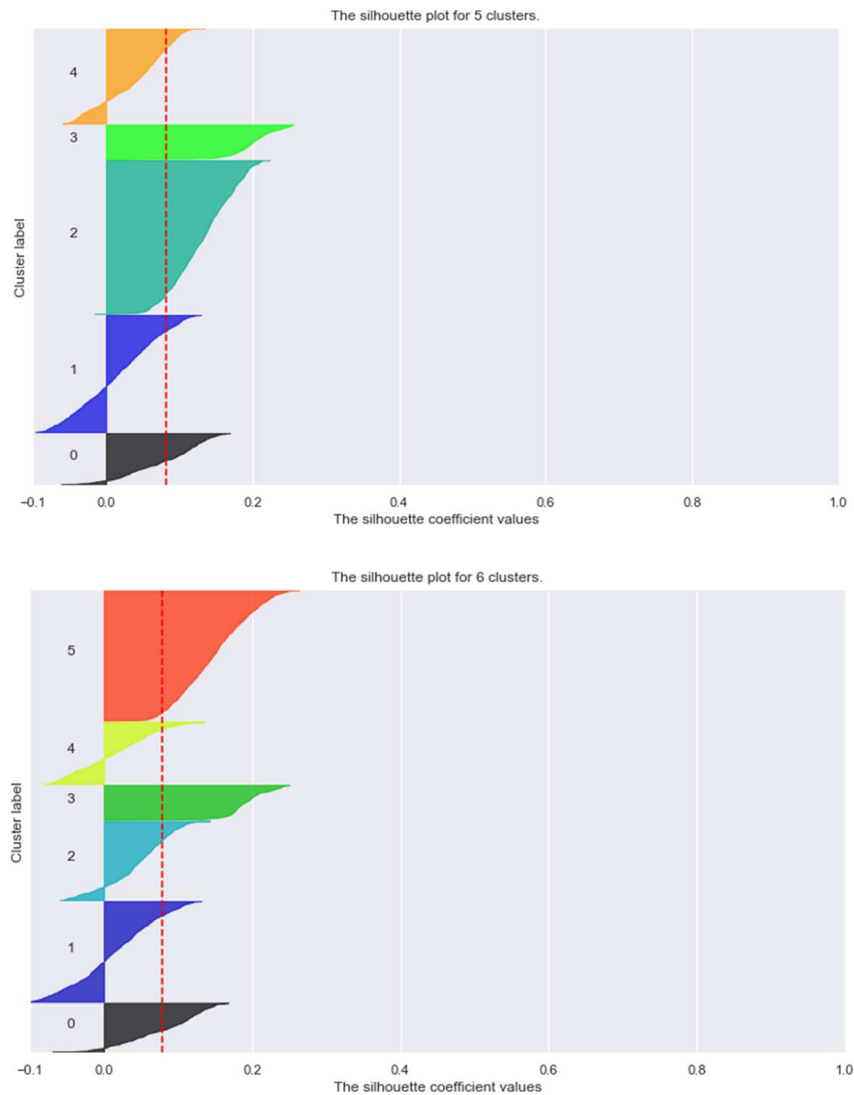 The silhouette plot for 5 clusters.
4
3
2
1
0
Cluster label
−0.1 0.0 0.2 0.4 0.6 0.8 1.0
The silhouette coefficient values
The silhouette plot for 6 clusters.
5
4
3
2
1
0
Cluster label
−0.1 0.0 0.2 0.4 0.6 0.8 1.0
The silhouette coefficient values